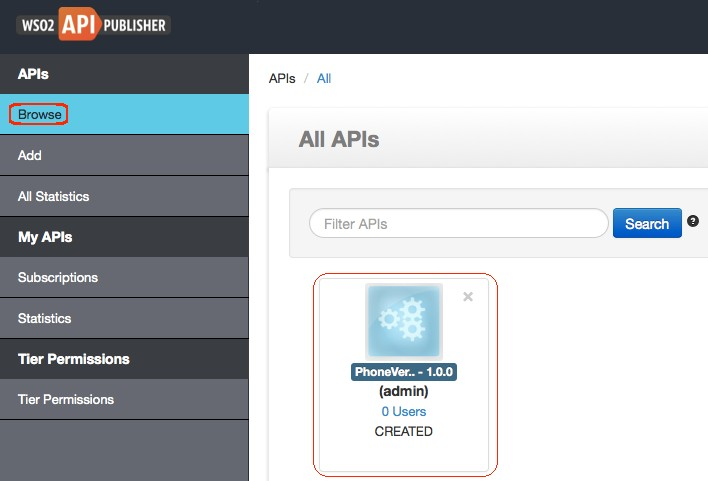 WSO2 API PUBLISHER
APIs
Browse
Add
All Statistics
My APIs
Subscriptions
Statistics
Tier Permissions
Tier Permissions
APIs / All
All APIs
Filter APIs
Search ?
×
PhoneVer.. - 1.0.0
(admin)
0 Users
CREATED